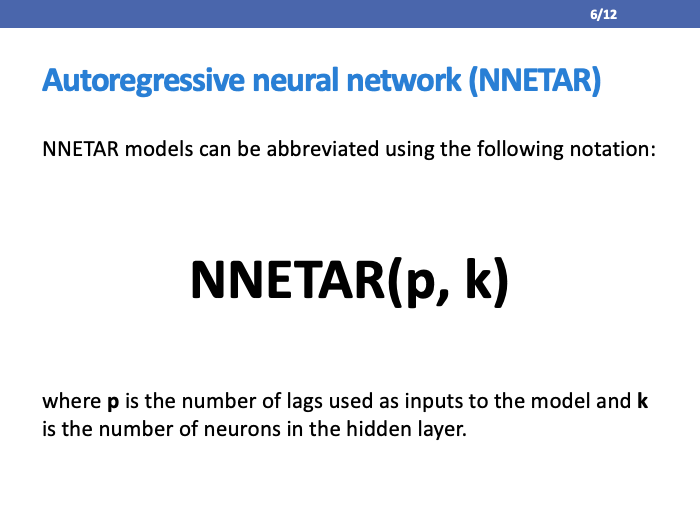 6/12
Autoregressive neural network (NNETAR)
NNETAR models can be abbreviated using the following notation:
NNETAR(p, k)
where p is the number of lags used as inputs to the model and k
is the number of neurons in the hidden layer.